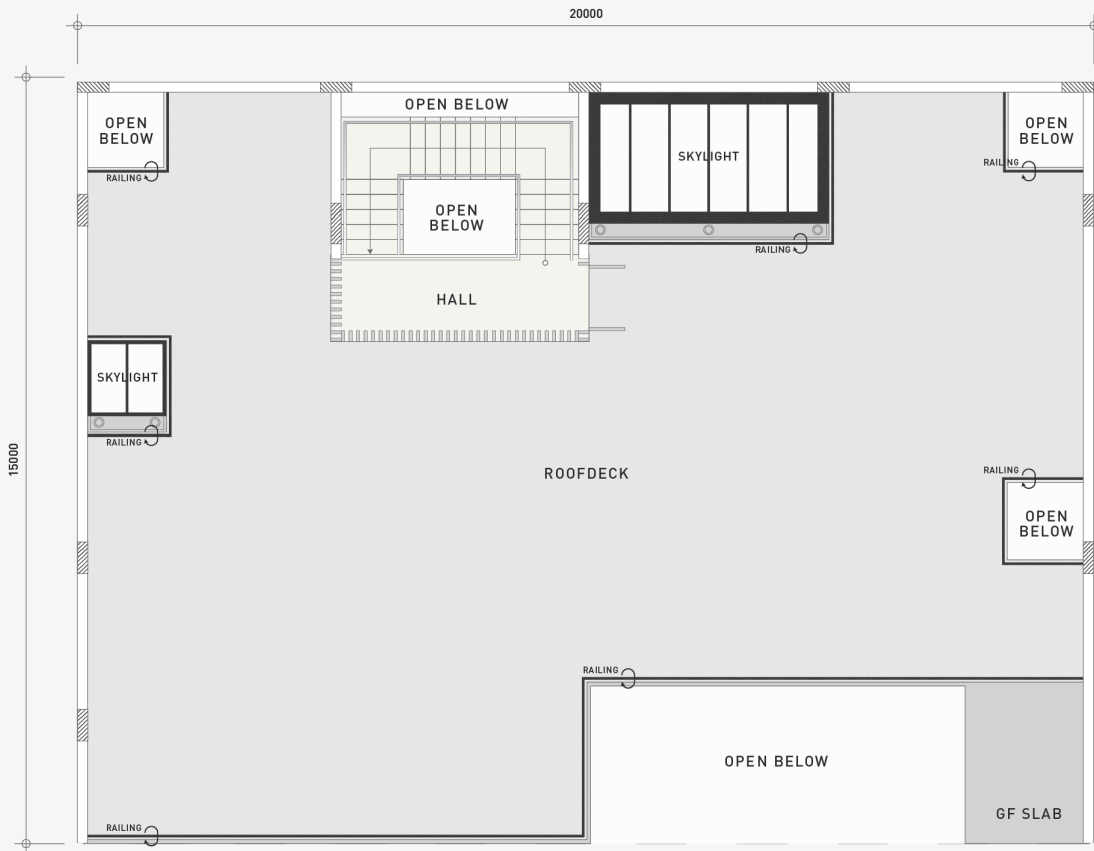 20000
OPEN BELOW
OPEN
BELOW
OPEN
BELOW
SKYLIGHT
RAILING
RAILING
OPEN
BELOW
RAILING
HALL
SKYLIGHT
RAILING
15000
ROOFDECK
RAILING
OPEN
BELOW
RAILING
OPEN BELOW
GF SLAB
RAILING